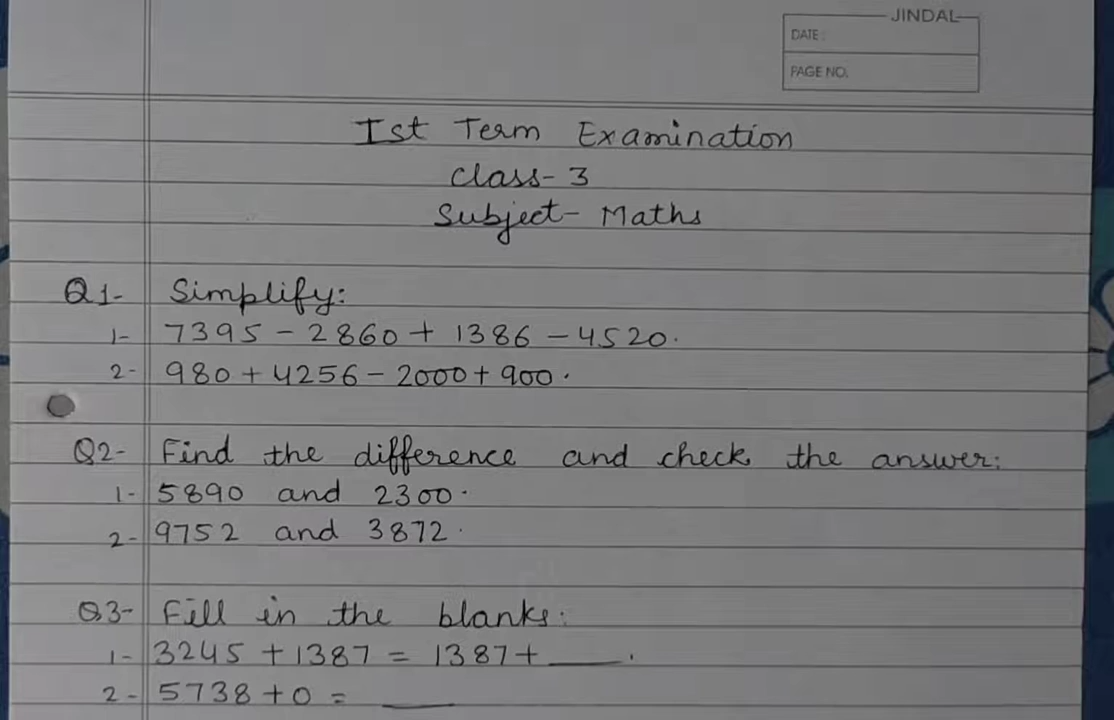 JINDAL
DATE:
PAGE NO.
Ist Term Examination
Class- 3
Subject- Maths
Q1- Simplify:
1- 7395 - 2860 + 1386 - 4520.
2- 980 + 4256 - 2000 + 900.
Q2- Find the difference and check the answer:
1- 5890 and 2300.
2- 9752 and 3872.
Q3- Fill in the blanks:
1- 3245 + 1387 = 1387 + ____.
2- 5738 + 0 = ____